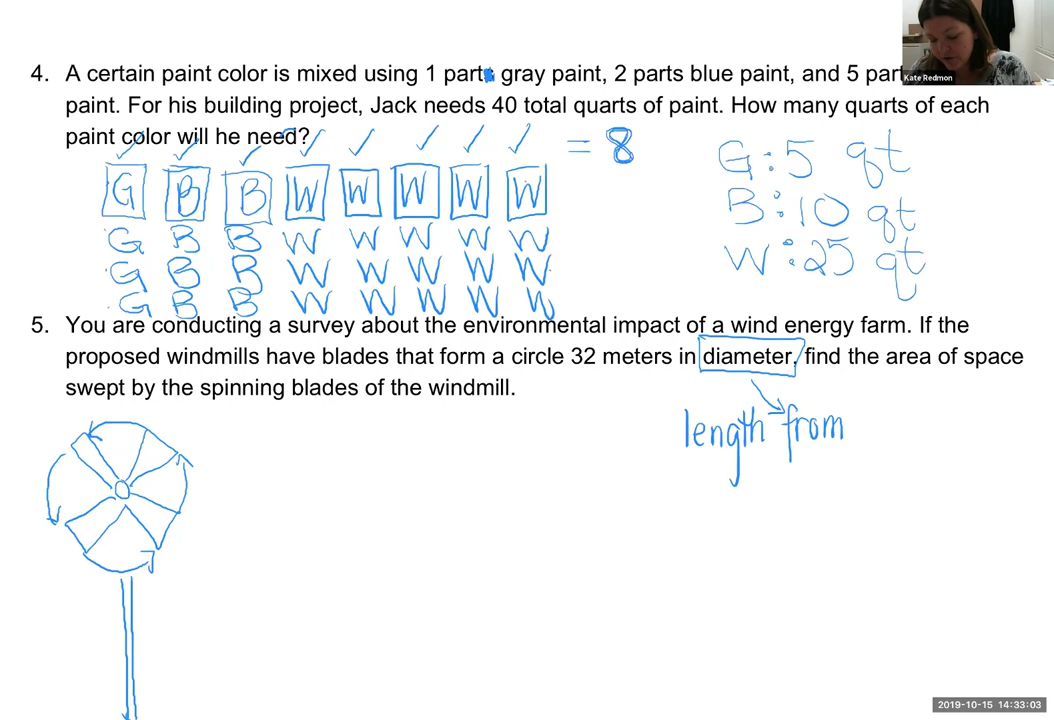 4. A certain paint color is mixed using 1 part gray paint, 2 parts blue paint, and 5 par
Kate Redmon
paint. For his building project, Jack needs 40 total quarts of paint. How many quarts of each
paint color will he need?
= 8
G B B W W W W W
G B B W W W W W
G B B W W W W W
G B B W W W W W
G: 5 qt
B: 10 qt
W: 25 qt
5. You are conducting a survey about the environmental impact of a wind energy farm. If the
proposed windmills have blades that form a circle 32 meters in diameter, find the area of space
swept by the spinning blades of the windmill.
length from
2019-10-15 14:33:03